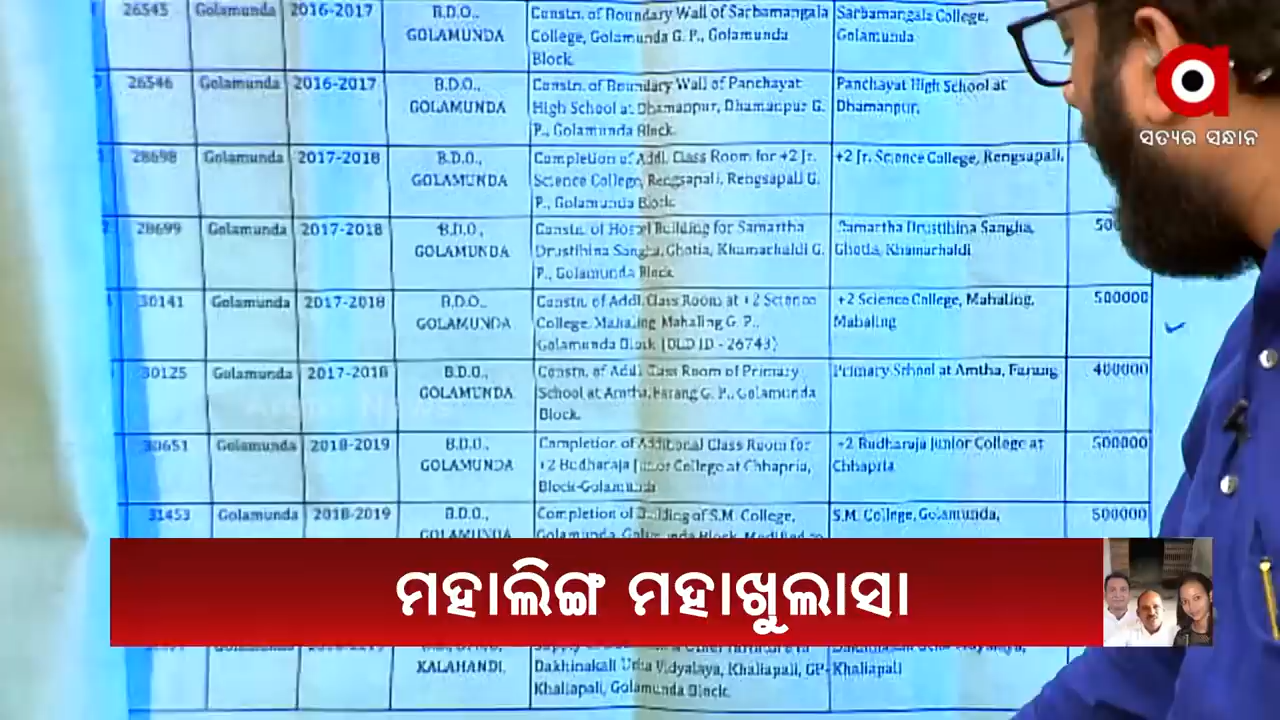 26545 Golamunda 2016-2017 B.D.O., GOLAMUNDA Constn. of Boundary Wall of Sarbamangala College, Golamunda G. P., Golamunda Block. Sarbamangala College, Golamunda
26546 Golamunda 2016-2017 B.D.O., GOLAMUNDA Constn. of Boundary Wall of Panchayat High School at Dhamanpur, Dhamanpur G. P., Golamunda Block. Panchayat High School at Dhamanpur,
28698 Golamunda 2017-2018 B.D.O., GOLAMUNDA Completion of Addl. Class Room for +2 Jr. Science College, Rengsapali, Rengsapali G. P., Golamunda Block. +2 Jr. Science College, Rengsapali,
28699 Golamunda 2017-2018 B.D.O., GOLAMUNDA Constn. of Hostel Building for Samartha Drustihina Sangha, Ghotia, Khamachaldi G. P., Golamunda Block Samartha Drustihina Sangha, Ghotia, Khamachaldi
30141 Golamunda 2017-2018 B.D.O., GOLAMUNDA Constn. of Addl. Class Room at +2 Science College, Mahaling Mahaling G. P., Golamunda Block (OLD ID - 26743) +2 Science College, Mahaling, Mahaling 500000
30125 Golamunda 2017-2018 B.D.O., GOLAMUNDA Constn. of Addl. Class Room of Primary School at Amtha, Farang G. P., Golamunda Block. Primary School at Amtha, Farang 400000
30651 Golamunda 2018-2019 B.D.O., GOLAMUNDA Completion of Additional Class Room for +2 Budharaja Junior College at Chhapria, Block-Golamunda +2 Budharaja Junior College at Chhapria 500000
31453 Golamunda 2018-2019 B.D.O., GOLAMUNDA Completion of Building of S.M. College, Golamunda, Golamunda Block, Modified to S.M. College, Golamunda, 500000
KALAHANDI. Dakhinakali Ucha Vidyalaya, Khaliapali, GP- Khaliapali, Golamunda Block. Khaliapali
ସତ୍ୟର ସନ୍ଧାନ
ମହାଲିଙ୍ଗ ମହାଖୁଲାସା